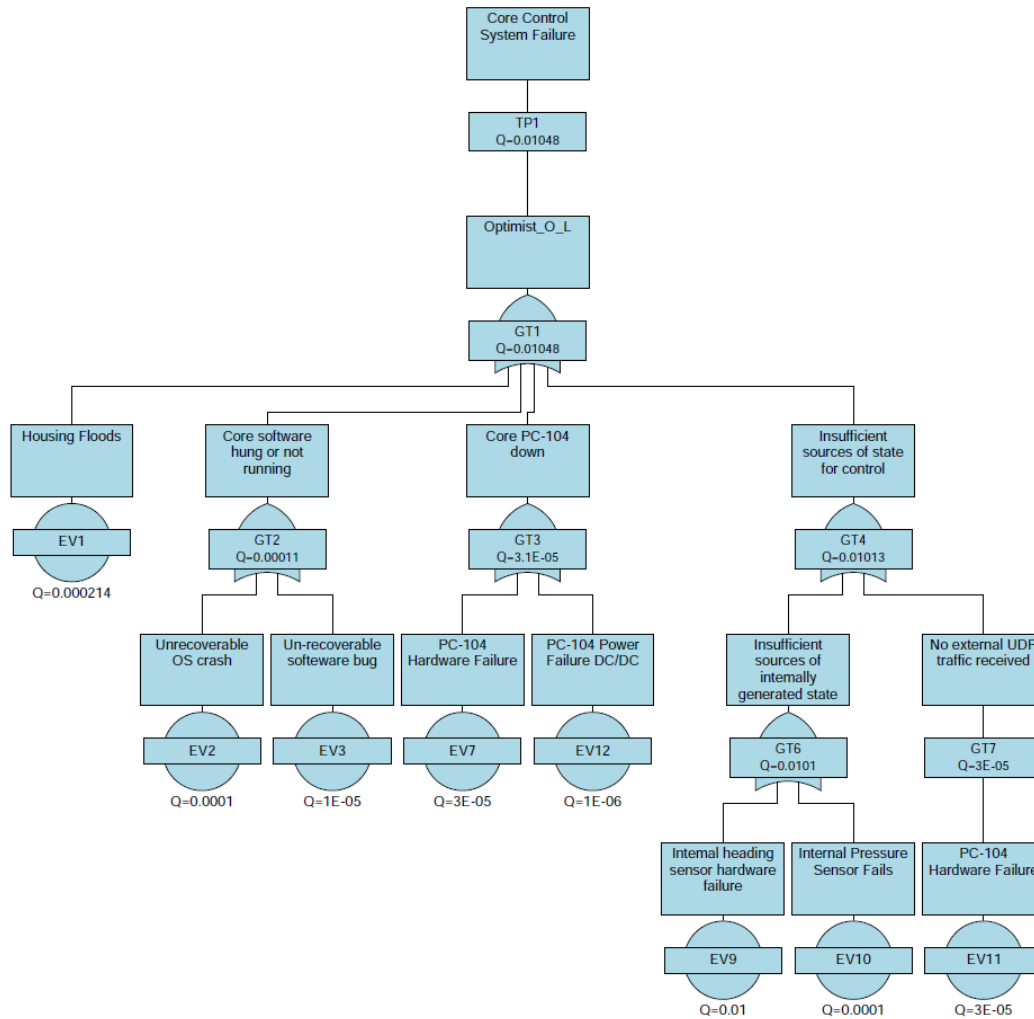 Core Control
System Failure
TP1
Q=0.01048
Optimist_O_L
GT1
Q=0.01048
Housing Floods
EV1
Q=0.000214
Core software
hung or not
running
GT2
Q=0.00011
Core PC-104
down
GT3
Q=3.1E-05
Insufficient
sources of state
for control
GT4
Q=0.01013
Unrecoverable
OS crash
EV2
Q=0.0001
Un-recoverable
softeware bug
EV3
Q=1E-05
PC-104
Hardware Failure
EV7
Q=3E-05
PC-104 Power
Failure DC/DC
EV12
Q=1E-06
Insufficient
sources of
internally
generated state
GT6
Q=0.0101
No external UDP
traffic received
GT7
Q=3E-05
Internal heading
sensor hardware
failure
EV9
Q=0.01
Internal Pressure
Sensor Fails
EV10
Q=0.0001
PC-104
Hardware Failure
EV11
Q=3E-05